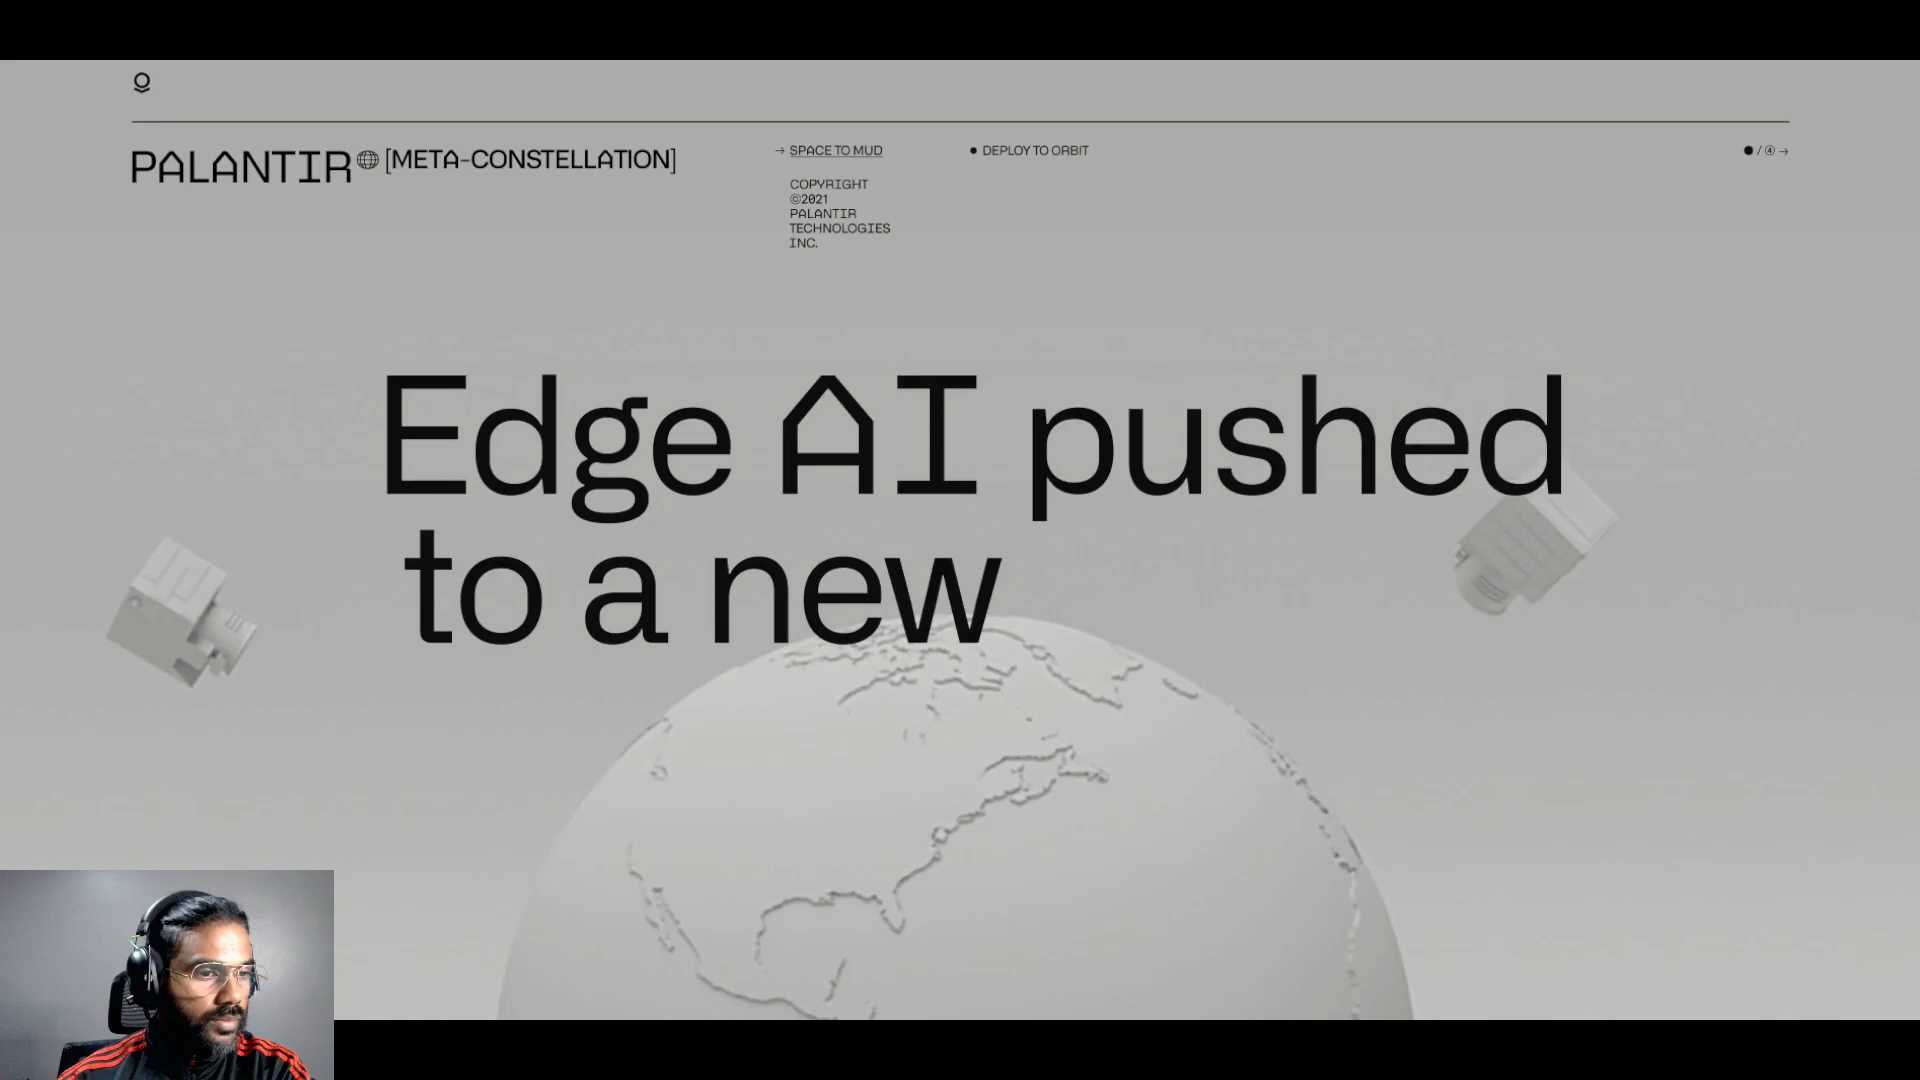 PALANTIR [META-CONSTELLATION]
→ SPACE TO MUD
● DEPLOY TO ORBIT
● / ④ →
COPYRIGHT
©2021
PALANTIR
TECHNOLOGIES
INC.
Edge AI pushed
to a new